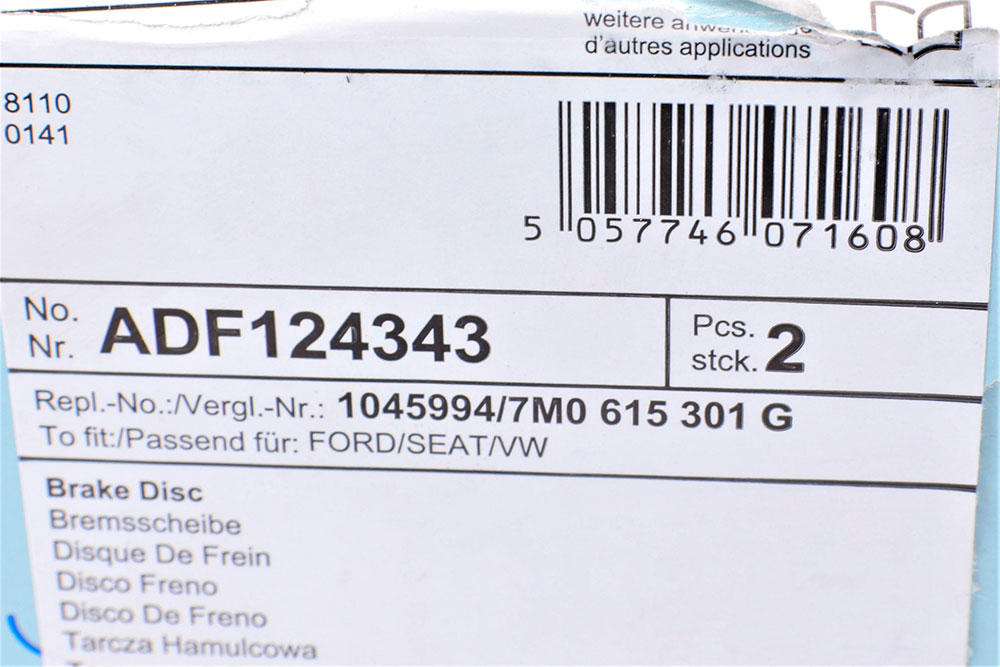 weitere
d'autres applications
8110
0141
5 057746 071608
No.
Nr. ADF124343
Pcs.
stck. 2
Repl.-No.:/Vergl.-Nr.: 1045994/7M0 615 301 G
To fit:/Passend für: FORD/SEAT/VW
Brake Disc
Bremsscheibe
Disque De Frein
Disco Freno
Disco De Freno
Tarcza Hamulcowa